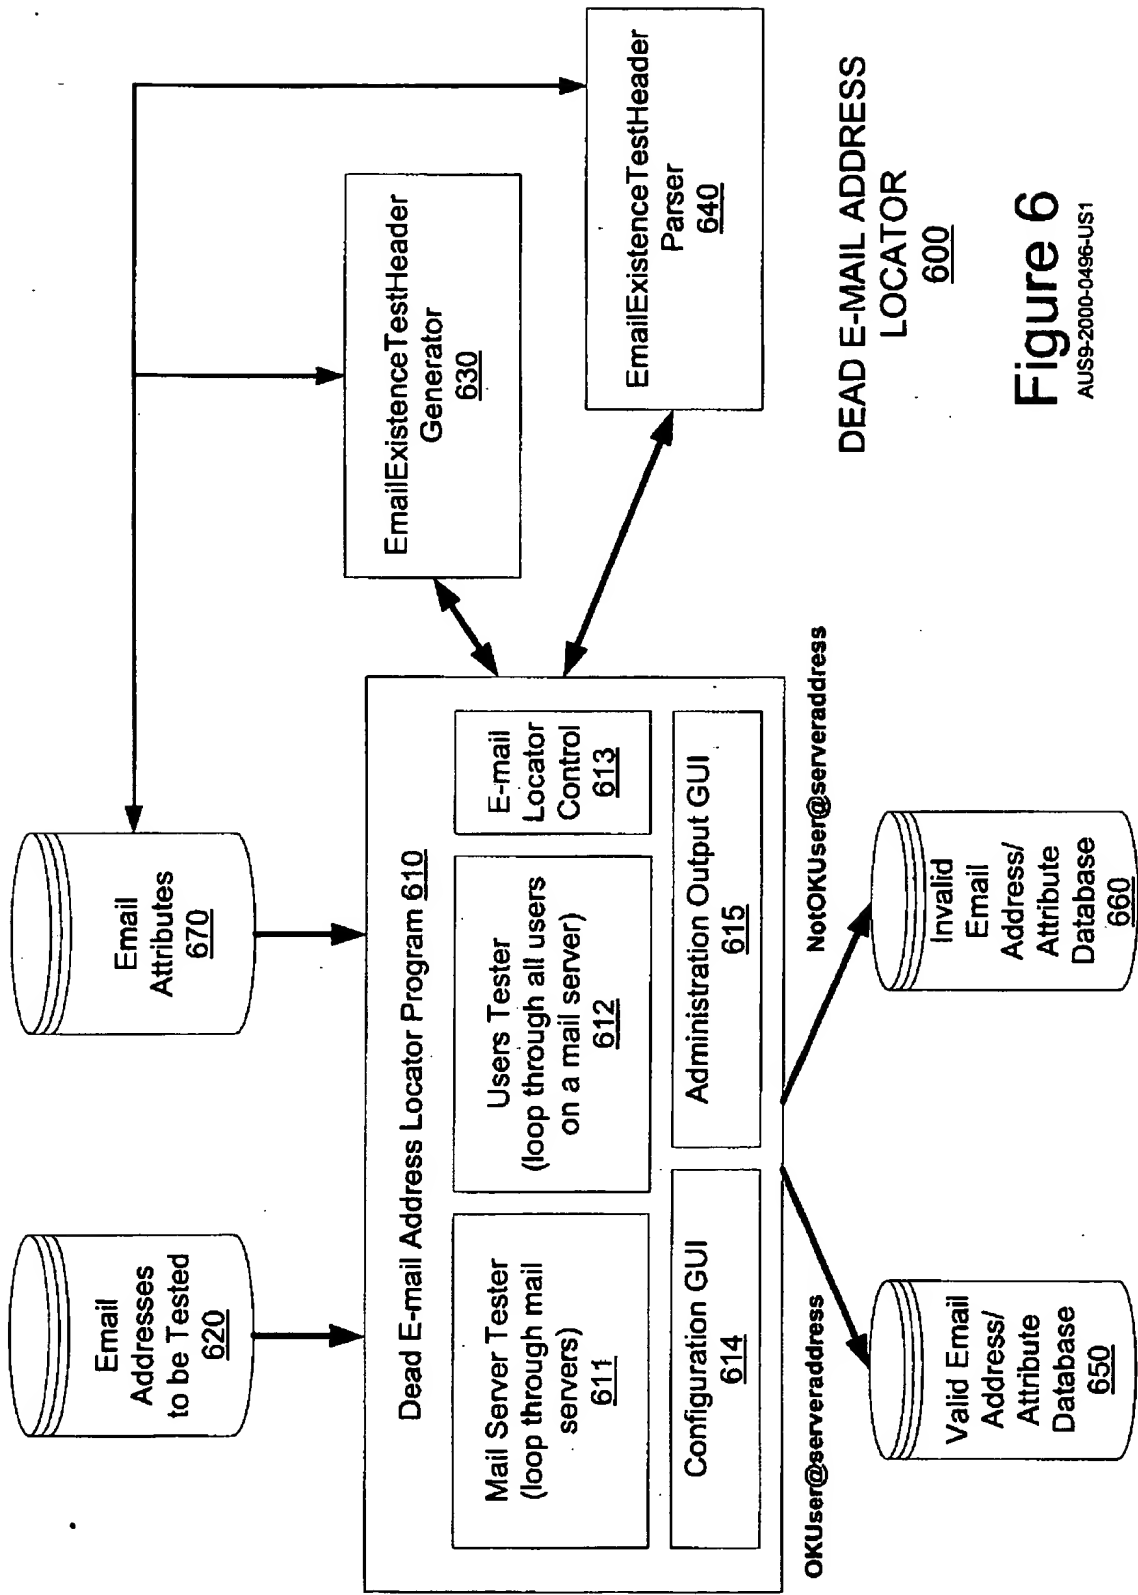 Email
Addresses
to be Tested
620
Email
Attributes
670
Dead E-mail Address Locator Program 610
Mail Server Tester
(loop through mail
servers)
611
Users Tester
(loop through all users
on a mail server)
612
E-mail
Locator
Control
613
Configuration GUI
614
Administration Output GUI
615
EmailExistenceTestHeader
Generator
630
EmailExistenceTestHeader
Parser
640
OKUser@serveraddress
NotOKUser@serveraddress
Valid Email
Address/
Attribute
Database
650
Invalid
Email
Address/
Attribute
Database
660
DEAD E-MAIL ADDRESS
LOCATOR
600
Figure 6
AUS9-2000-0496-US1